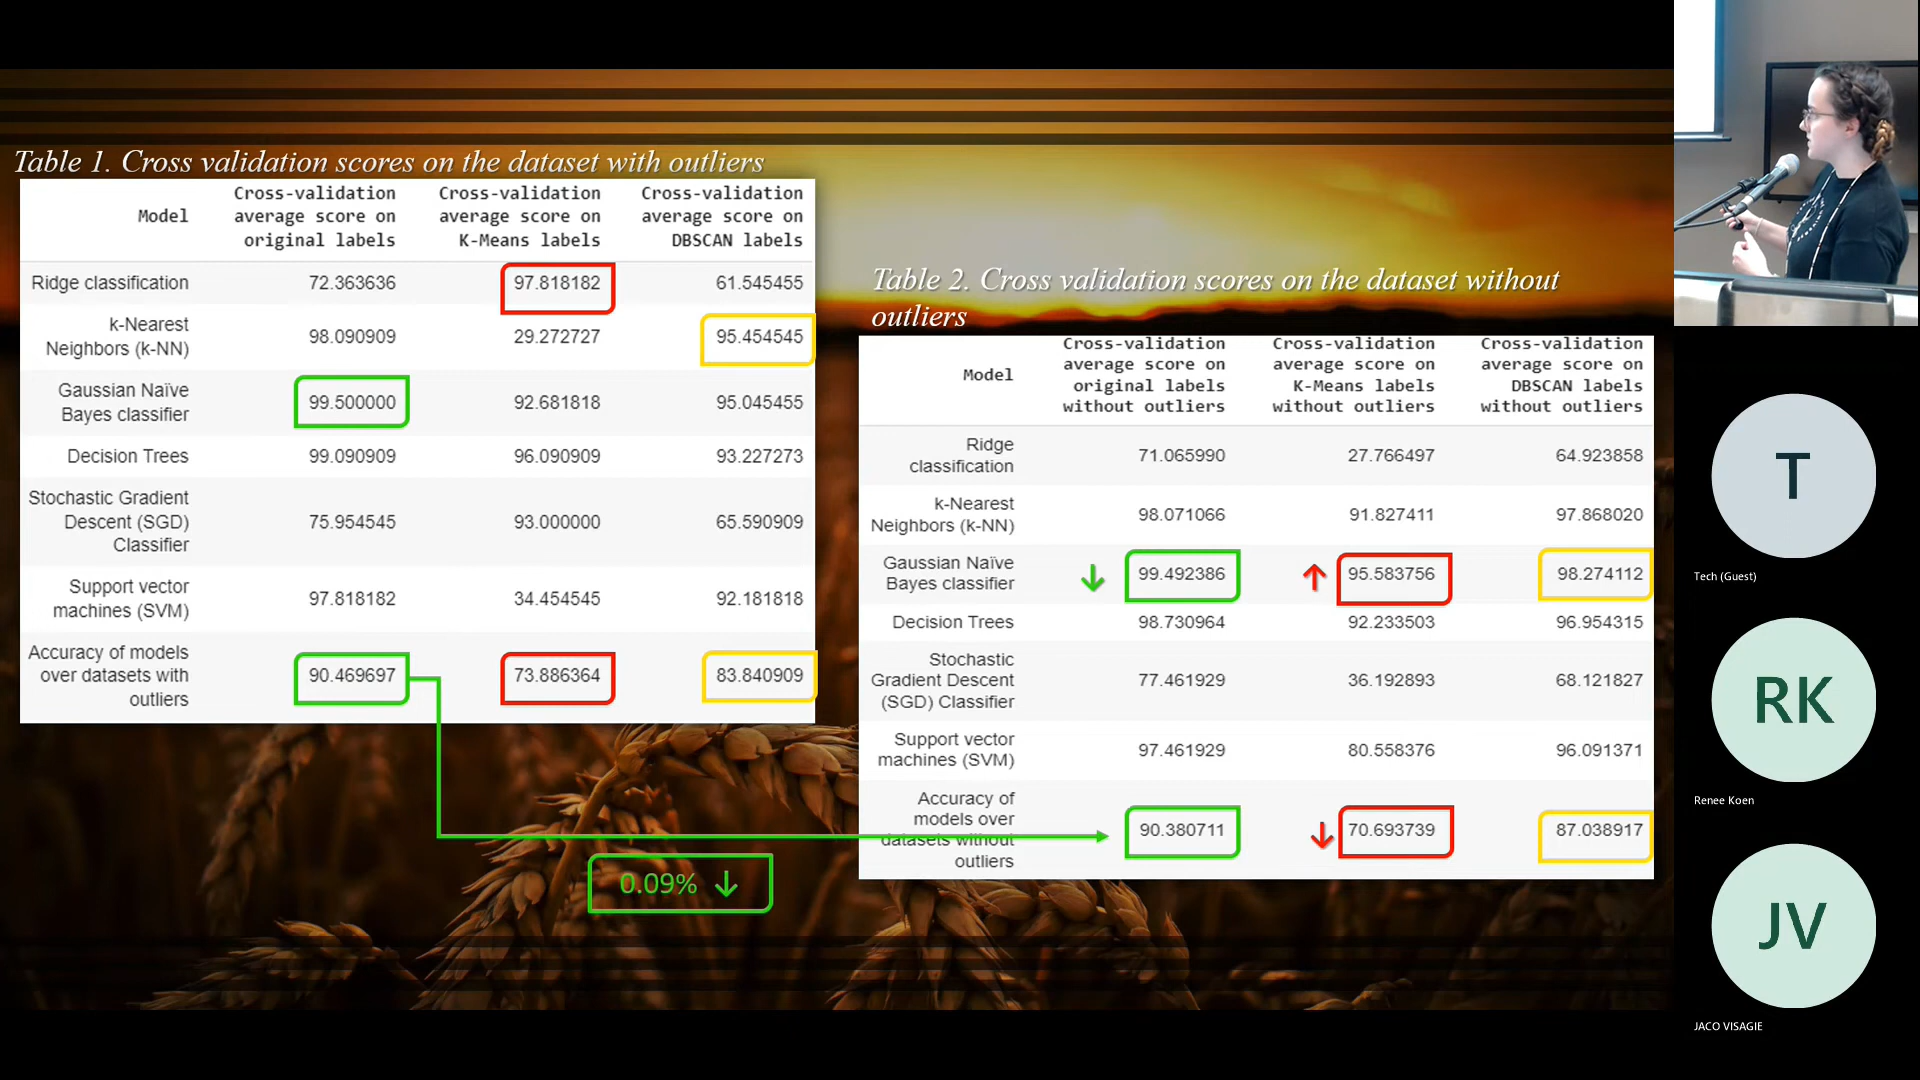 Table 1. Cross validation scores on the dataset with outliers
Model
Cross-validation
average score on
original labels
Cross-validation
average score on
K-Means labels
Cross-validation
average score on
DBSCAN labels
Ridge classification 72.363636 97.818182 61.545455
k-Nearest
Neighbors (k-NN) 98.090909 29.272727 95.454545
Gaussian Naïve
Bayes classifier 99.500000 92.681818 95.045455
Decision Trees 99.090909 96.090909 93.227273
Stochastic Gradient
Descent (SGD) 75.954545 93.000000 65.590909
Classifier
Support vector
machines (SVM) 97.818182 34.454545 92.181818
Accuracy of models
over datasets with 90.469697 73.886364 83.840909
outliers
0.09% ↓
Table 2. Cross validation scores on the dataset without
outliers
Model
Cross-validation
average score on
original labels
without outliers
Cross-validation
average score on
K-Means labels
without outliers
Cross-validation
average score on
DBSCAN labels
without outliers
Ridge
classification 71.065990 27.766497 64.923858
k-Nearest
Neighbors (k-NN) 98.071066 91.827411 97.868020
Gaussian Naïve
Bayes classifier ↓ 99.492386 ↑ 95.583756 98.274112
Decision Trees 98.730964 92.233503 96.954315
Stochastic
Gradient Descent 77.461929 36.192893 68.121827
(SGD) Classifier
Support vector
machines (SVM) 97.461929 80.558376 96.091371
Accuracy of
models over 90.380711 ↓ 70.693739 87.038917
datasets without
outliers
T
Tech (Guest)
RK
Renee Koen
JV
JACO VISAGIE